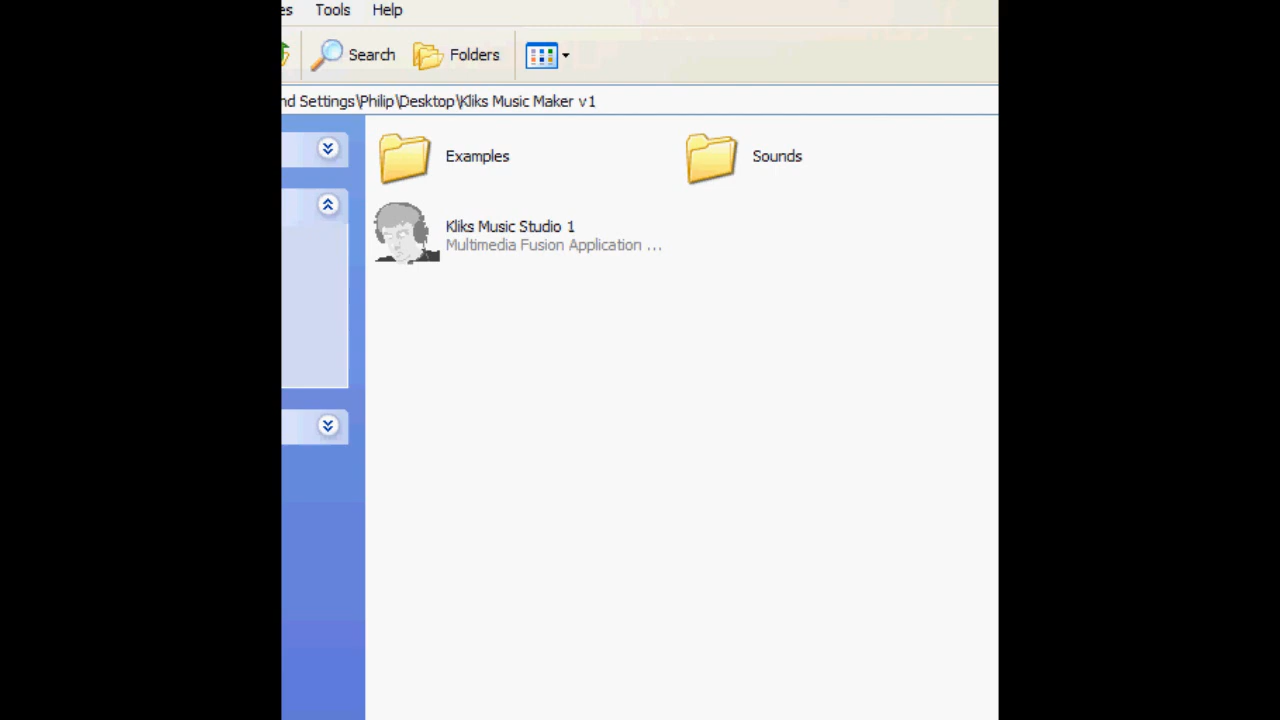 es Tools Help
Search Folders
nd Settings\Philip\Desktop\Kliks Music Maker v1
Examples Sounds
Kliks Music Studio 1
Multimedia Fusion Application ...